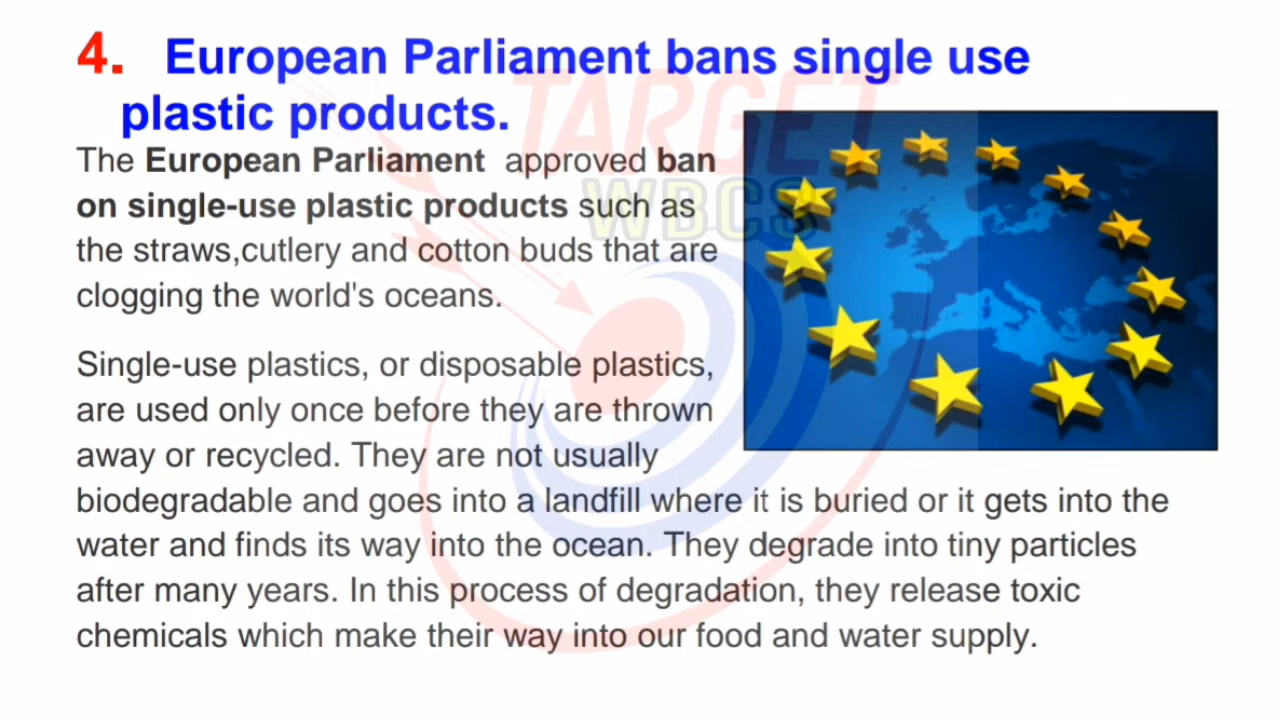 4. European Parliament bans single use
plastic products.
The European Parliament approved ban
on single-use plastic products such as
the straws,cutlery and cotton buds that are
clogging the world's oceans.
Single-use plastics, or disposable plastics,
are used only once before they are thrown
away or recycled. They are not usually
biodegradable and goes into a landfill where it is buried or it gets into the
water and finds its way into the ocean. They degrade into tiny particles
after many years. In this process of degradation, they release toxic
chemicals which make their way into our food and water supply.
TARGET
WBCS